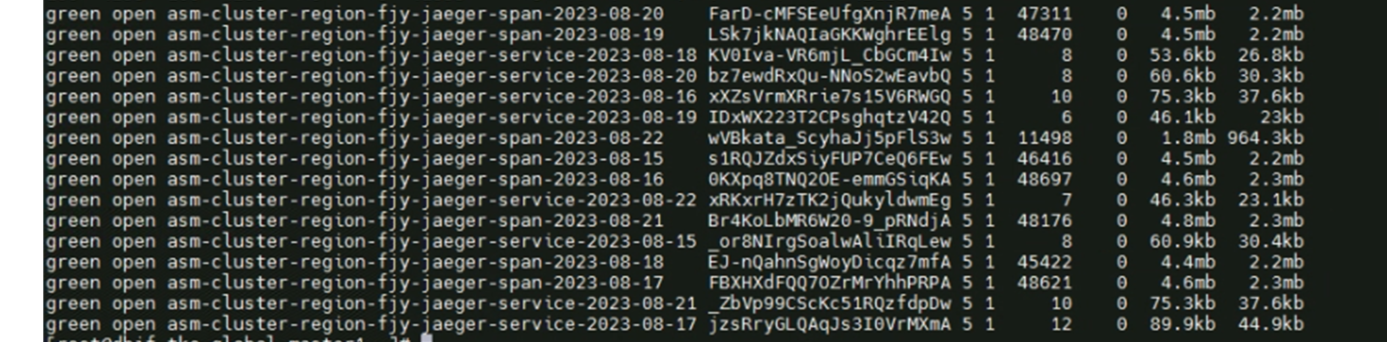 green open asm-cluster-region-fjy-jaeger-span-2023-08-20 FarD-cMFSEeUfgXnjR7meA 5 1 47311 0 4.5mb 2.2mb
green open asm-cluster-region-fjy-jaeger-span-2023-08-19 LSk7jkNAQIaGKKWghrEElg 5 1 48470 0 4.5mb 2.2mb
green open asm-cluster-region-fjy-jaeger-service-2023-08-18 KV0Iva-VR6mjL_CbGCm4Iw 5 1 8 0 53.6kb 26.8kb
green open asm-cluster-region-fjy-jaeger-service-2023-08-20 bz7ewdRxQu-NNoS2wEavbQ 5 1 8 0 60.6kb 30.3kb
green open asm-cluster-region-fjy-jaeger-service-2023-08-16 xXZsVrmXRrie7s15V6RWGQ 5 1 10 0 75.3kb 37.6kb
green open asm-cluster-region-fjy-jaeger-service-2023-08-19 IDxWX223T2CPsghqtzV42Q 5 1 6 0 46.1kb 23kb
green open asm-cluster-region-fjy-jaeger-span-2023-08-22 wVBkata_ScyhaJj5pFlS3w 5 1 11498 0 1.8mb 964.3kb
green open asm-cluster-region-fjy-jaeger-span-2023-08-15 s1RQJZdxSiyFUP7CeQ6FEw 5 1 46416 0 4.5mb 2.2mb
green open asm-cluster-region-fjy-jaeger-span-2023-08-16 0KXpq8TNQ2OE-emmGSiqKA 5 1 48697 0 4.6mb 2.3mb
green open asm-cluster-region-fjy-jaeger-service-2023-08-22 xRKxrH7zTK2jQukyldwmEg 5 1 7 0 46.3kb 23.1kb
green open asm-cluster-region-fjy-jaeger-span-2023-08-21 Br4KoLbMR6W20-9_pRNdjA 5 1 48176 0 4.8mb 2.3mb
green open asm-cluster-region-fjy-jaeger-service-2023-08-15 _or8NIrgSoalwAliIRqLew 5 1 8 0 60.9kb 30.4kb
green open asm-cluster-region-fjy-jaeger-span-2023-08-18 EJ-nQahnSgWoyDicqz7mfA 5 1 45422 0 4.4mb 2.2mb
green open asm-cluster-region-fjy-jaeger-span-2023-08-17 FBXHXdFQQ7OZrMrYhhPRPA 5 1 48621 0 4.6mb 2.3mb
green open asm-cluster-region-fjy-jaeger-service-2023-08-21 _ZbVp99CScKc51RQzfdpDw 5 1 10 0 75.3kb 37.6kb
green open asm-cluster-region-fjy-jaeger-service-2023-08-17 jzsRryGLQAqJs3I0VrMXmA 5 1 12 0 89.9kb 44.9kb